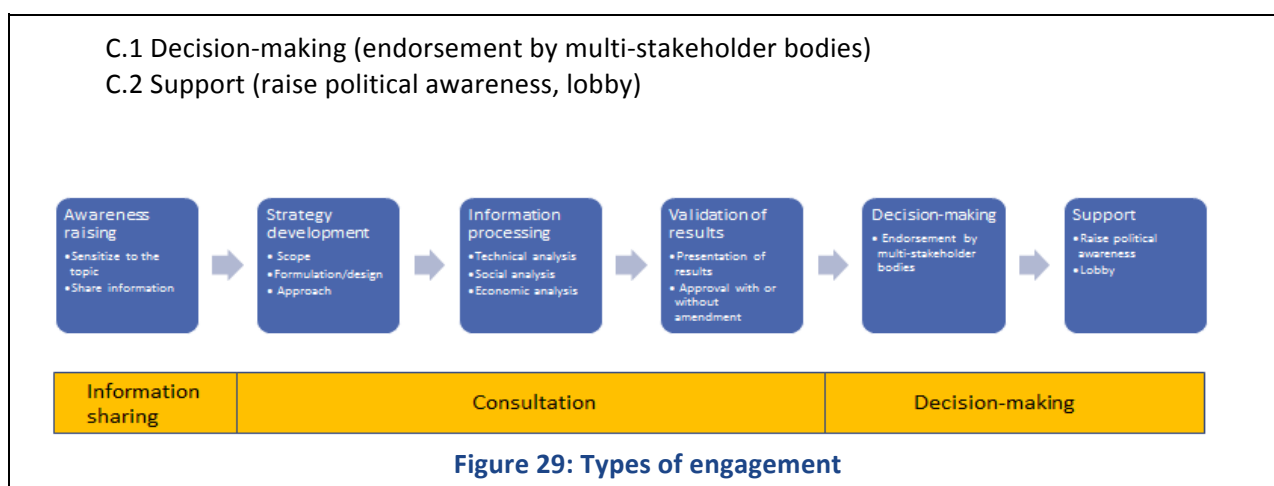 C.1 Decision-making (endorsement by multi-stakeholder bodies)
C.2 Support (raise political awareness, lobby)
Awareness
raising
•Sensitize to the
topic
•Share information
Strategy
development
• Scope
•Formulation/design
• Approach
Information
processing
•Technical analysis
•Social analysis
•Economic analysis
Validation of
results
•Presentation of
results
• Approval with or
without
amendment
Decision-making
• Endorsement by
multi-stakeholder
bodies
Support
•Raise political
awareness
•Lobby
Information
sharing
Consultation
Decision-making
Figure 29: Types of engagement